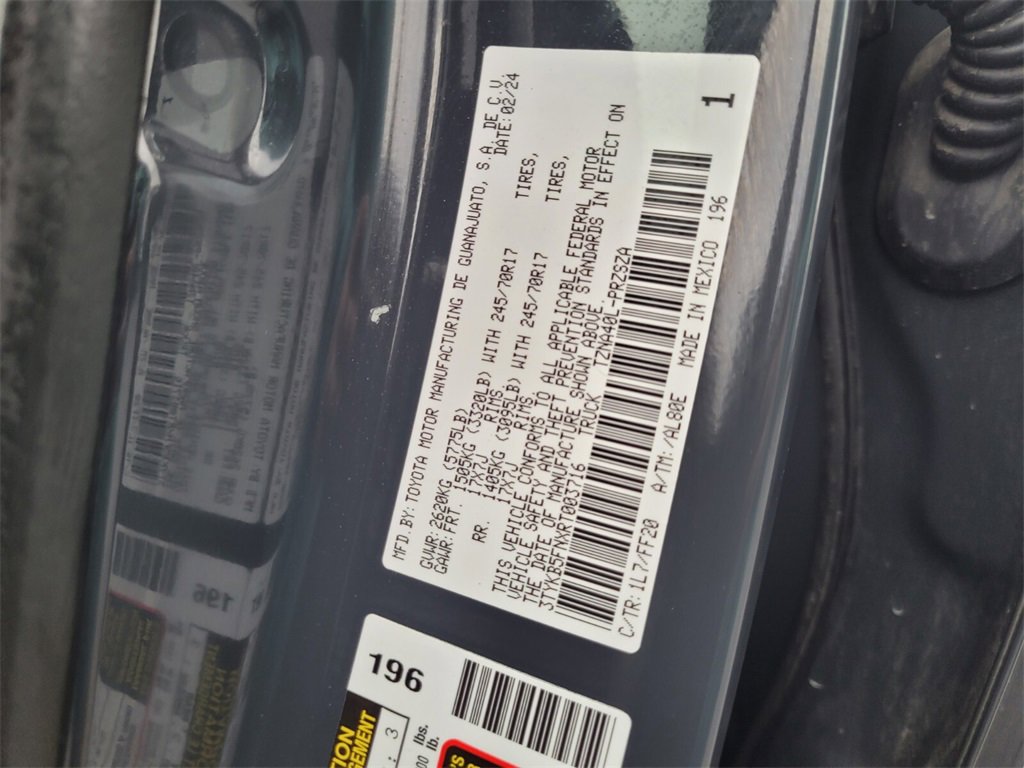 MFD. BY: TOYOTA MOTOR MANUFACTURING DE GUANAJUATO, S.A. DE C.V.
DATE: 02/24
GVWR: 2620KG (5775LB)
GAWR: FRT. 1505KG (3320LB) WITH 245/70R17 TIRES,
17X7J RIMS,
RR. 1405KG (3095LB) WITH 245/70R17 TIRES,
17X7J RIMS,
THIS VEHICLE CONFORMS TO ALL APPLICABLE FEDERAL MOTOR
VEHICLE SAFETY AND THEFT PREVENTION STANDARDS IN EFFECT ON
THE DATE OF MANUFACTURE SHOWN ABOVE.
TRUCK TZNA40L-PRZSZA
C/TR: 1L7/FF20 A/TM: /AL80E MADE IN MEXICO 196
1
196
: 3
lbs.
lb.